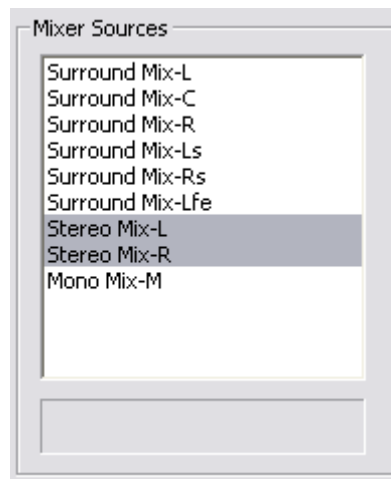 Mixer Sources
Surround Mix-L
Surround Mix-C
Surround Mix-R
Surround Mix-Ls
Surround Mix-Rs
Surround Mix-Lfe
Stereo Mix-L
Stereo Mix-R
Mono Mix-M